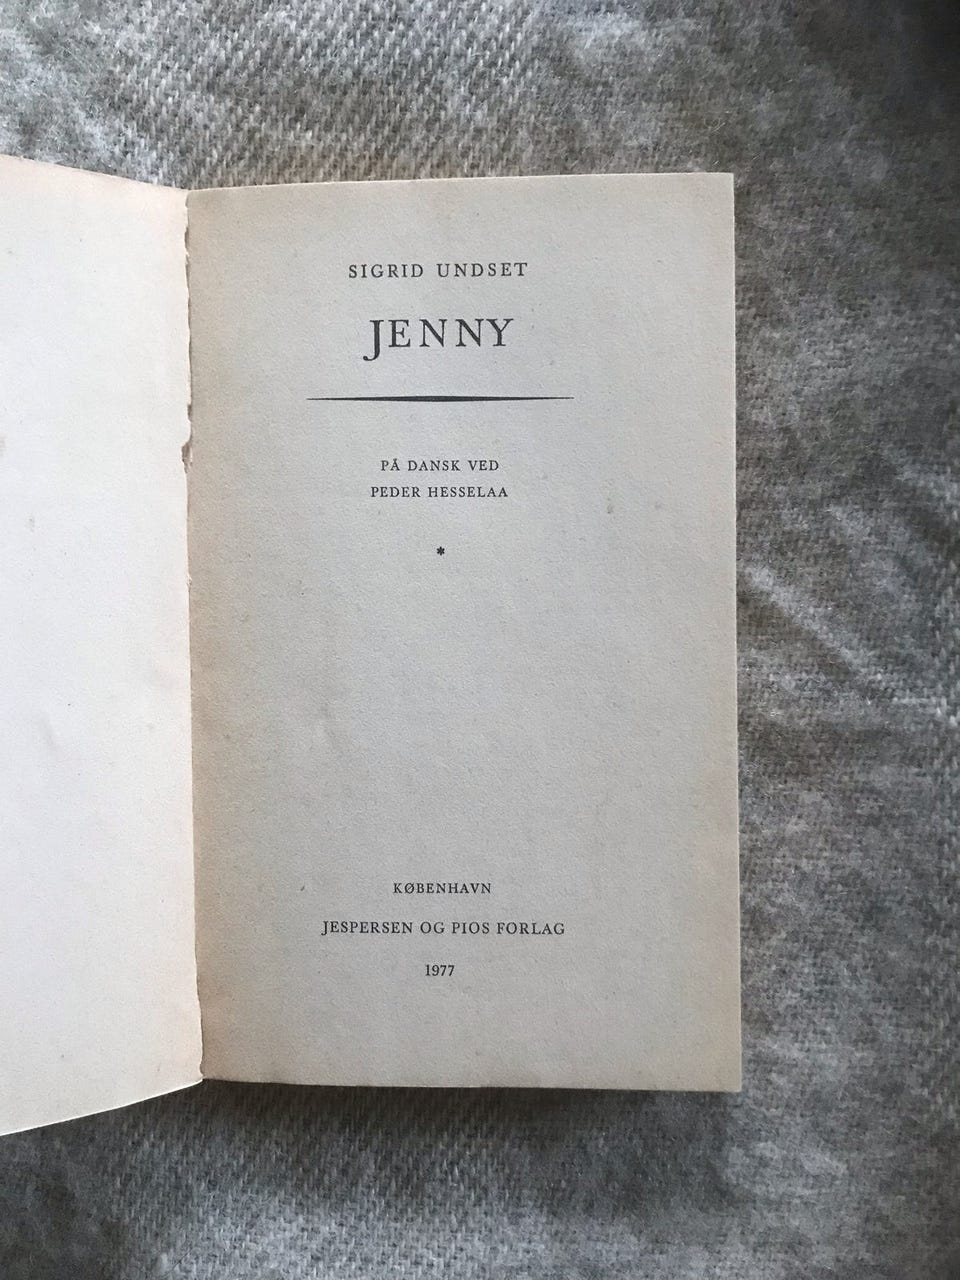 SIGRID UNDSET
JENNY
PÅ DANSK VED
PEDER HESSELAA
*
KØBENHAVN
JESPERSEN OG PIOS FORLAG
1977